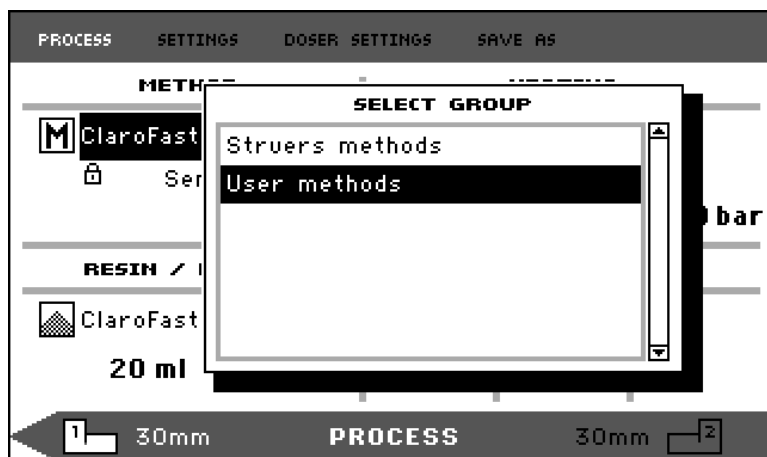 PROCESS SETTINGS DOSER SETTINGS SAVE AS
SELECT GROUP
ClaroFast
Struers methods
User methods
bar
RESIN /
ClaroFast
20 ml
1 30mm PROCESS 30mm 2